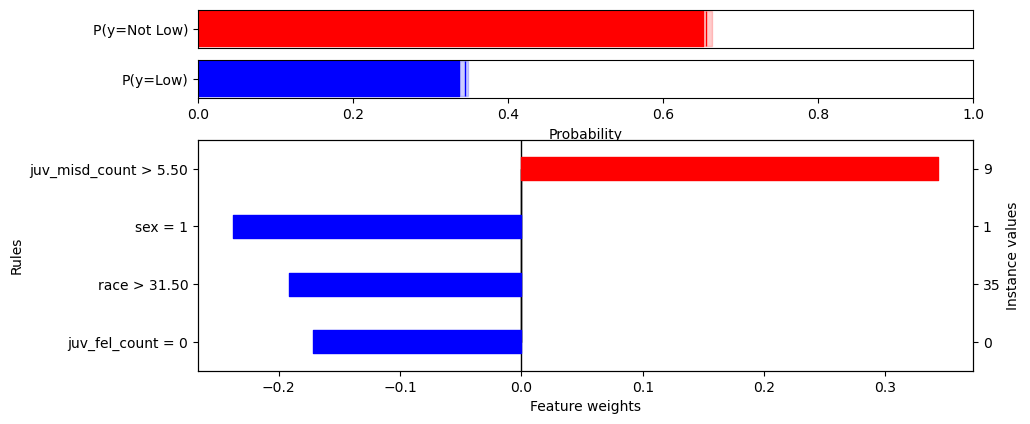 P(y=Not Low)
P(y=Low)
0.0 0.2 0.4 0.6 0.8 1.0
Probability
juv_misd_count > 5.50 9
sex = 1 1
race > 31.50 35
juv_fel_count = 0 0
Rules
Instance values
−0.2 −0.1 0.0 0.1 0.2 0.3
Feature weights